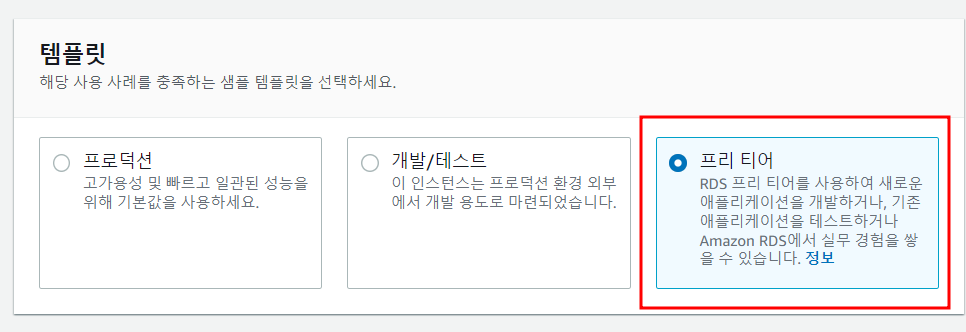 템플릿
해당 사용 사례를 충족하는 샘플 템플릿을 선택하세요.
프로덕션
고가용성 및 빠르고 일관된 성능을
위해 기본값을 사용하세요.
개발/테스트
이 인스턴스는 프로덕션 환경 외부
에서 개발 용도로 마련되었습니다.
프리 티어
RDS 프리 티어를 사용하여 새로운
애플리케이션을 개발하거나, 기존
애플리케이션을 테스트하거나
Amazon RDS에서 실무 경험을 쌓
을 수 있습니다. 정보